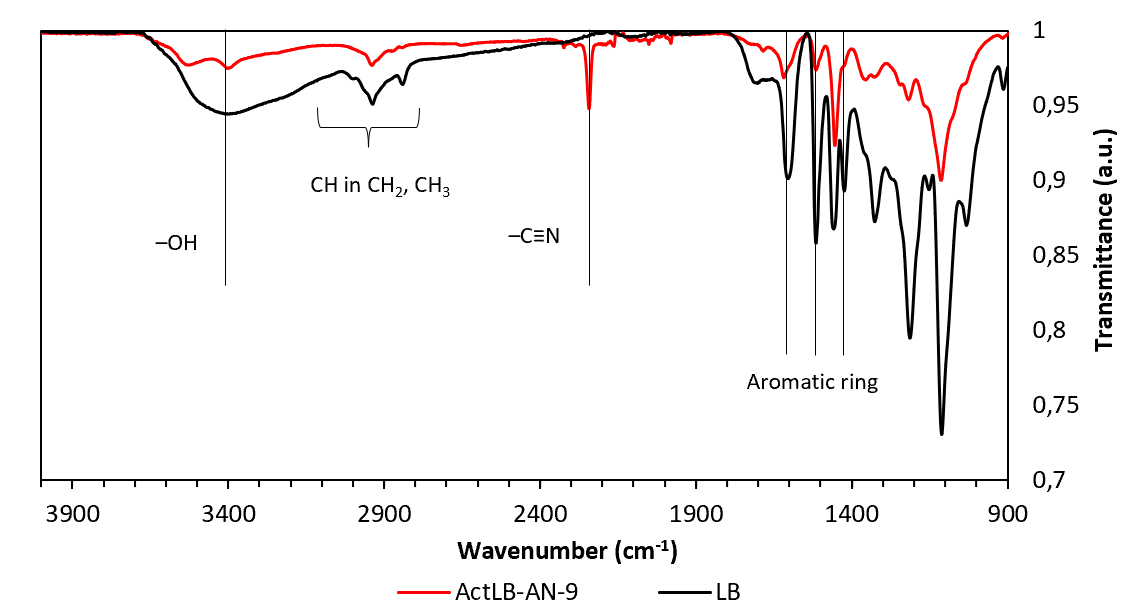 1
0,95
0,9
0,85
0,8
0,75
0,7
Transmittance (a.u.)
CH in CH₂, CH₃
–OH
–C≡N
Aromatic ring
3900 3400 2900 2400 1900 1400 900
Wavenumber (cm⁻¹)
ActLB-AN-9 LB